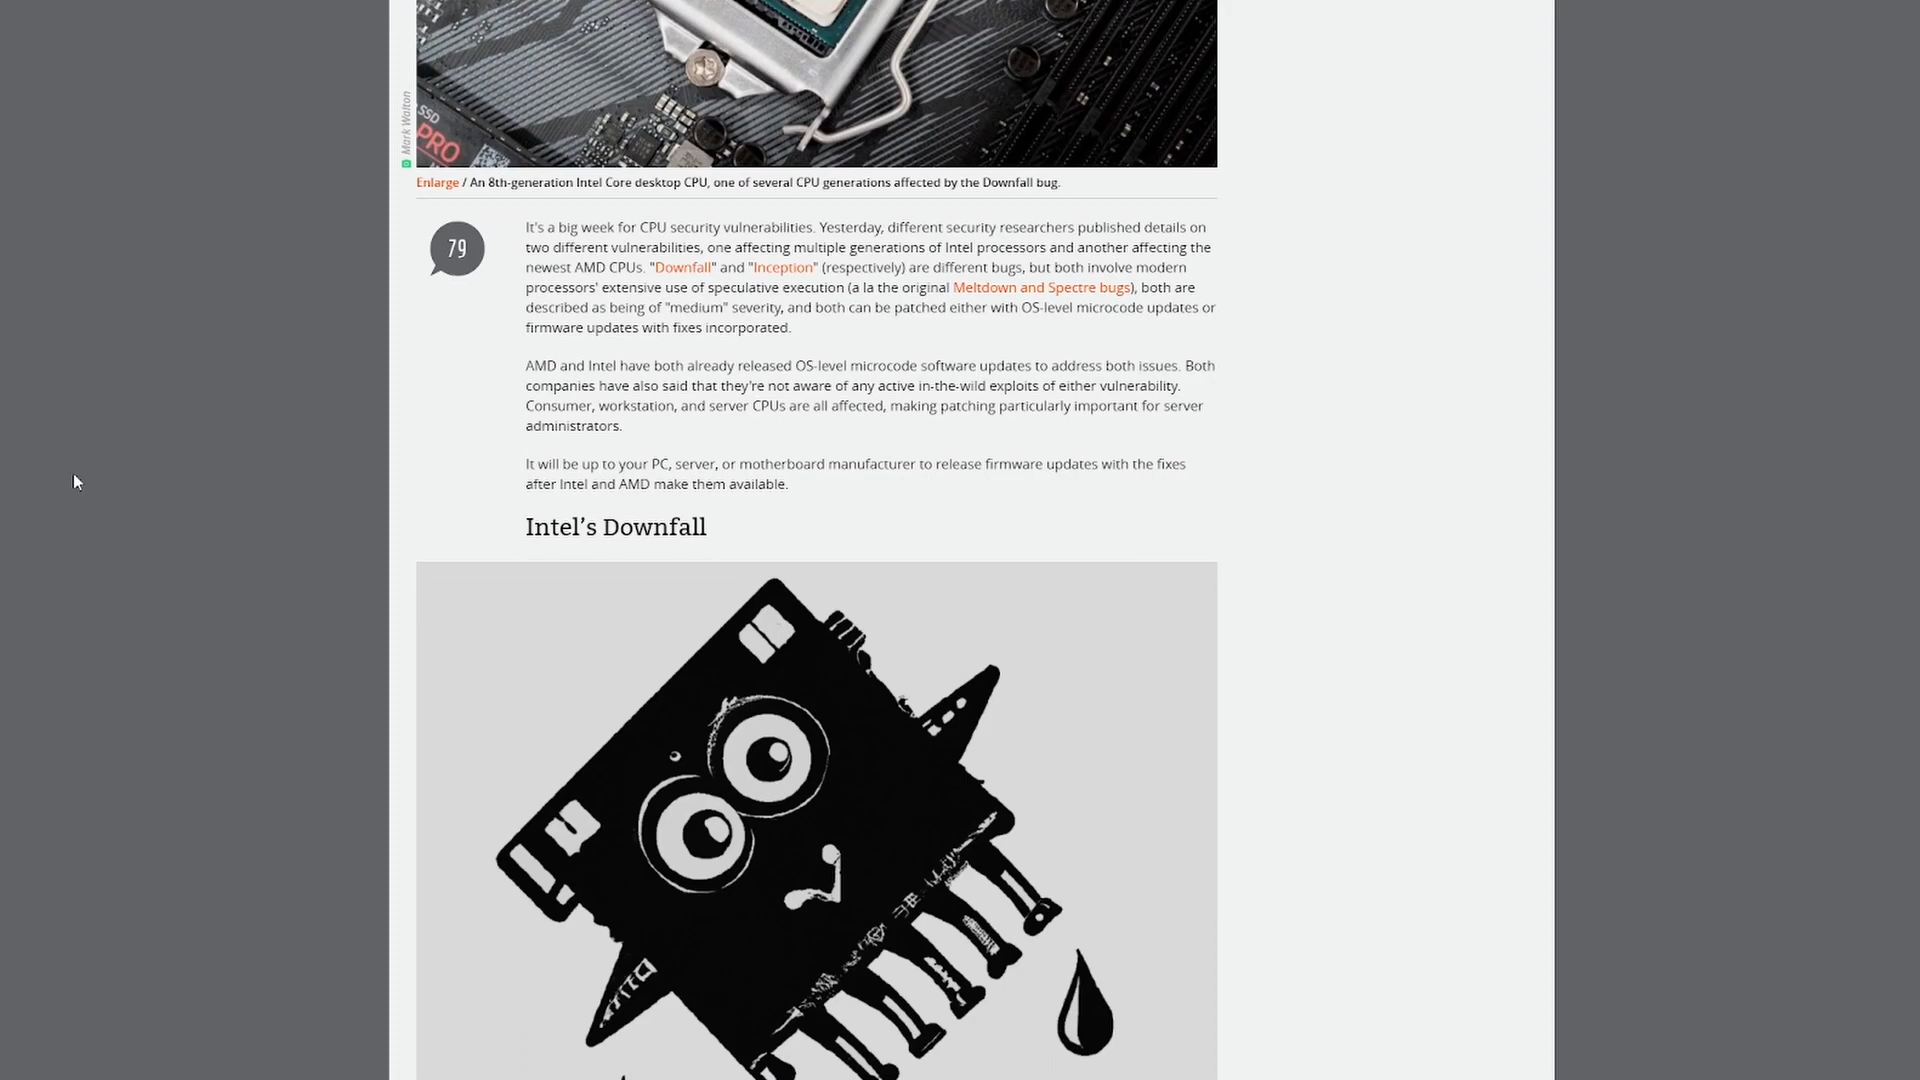 Mark Walton
SSD
PRO
Enlarge / An 8th-generation Intel Core desktop CPU, one of several CPU generations affected by the Downfall bug.
79
It's a big week for CPU security vulnerabilities. Yesterday, different security researchers published details on
two different vulnerabilities, one affecting multiple generations of Intel processors and another affecting the
newest AMD CPUs. "Downfall" and "Inception" (respectively) are different bugs, but both involve modern
processors' extensive use of speculative execution (a la the original Meltdown and Spectre bugs), both are
described as being of "medium" severity, and both can be patched either with OS-level microcode updates or
firmware updates with fixes incorporated.
AMD and Intel have both already released OS-level microcode software updates to address both issues. Both
companies have also said that they're not aware of any active in-the-wild exploits of either vulnerability.
Consumer, workstation, and server CPUs are all affected, making patching particularly important for server
administrators.
It will be up to your PC, server, or motherboard manufacturer to release firmware updates with the fixes
after Intel and AMD make them available.
Intel’s Downfall